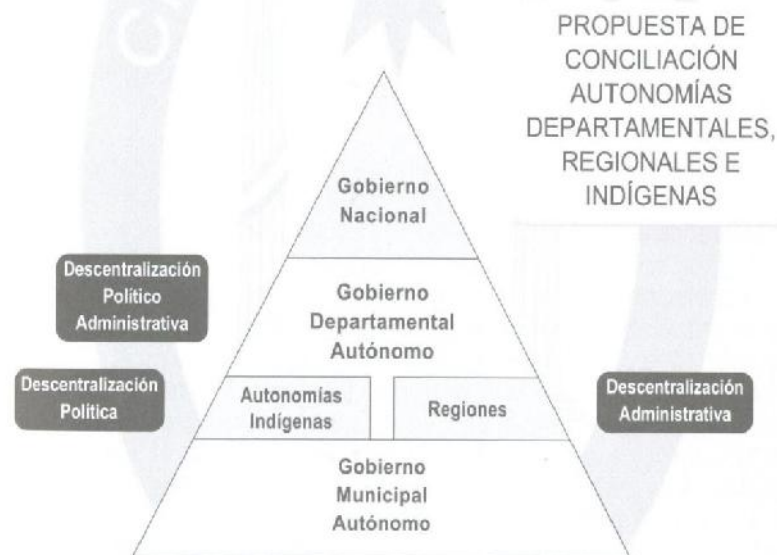 PROPUESTA DE
CONCILIACIÓN
AUTONOMÍAS
DEPARTAMENTALES,
REGIONALES E
INDÍGENAS
Gobierno
Nacional
Descentralización
Político
Administrativa
Gobierno
Departamental
Autónomo
Descentralización
Política
Autonomías
Indígenas
Regiones
Descentralización
Administrativa
Gobierno
Municipal
Autónomo